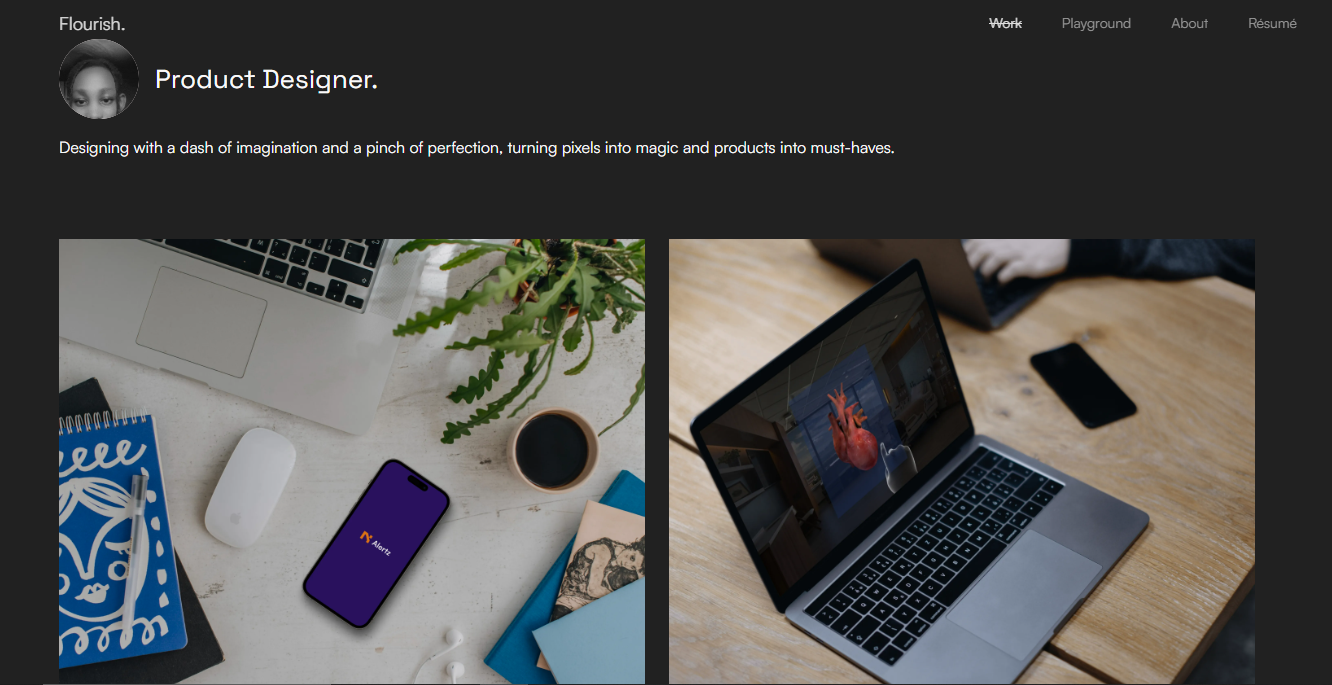 Flourish.
Work Playground About Résumé
Product Designer.
Designing with a dash of imagination and a pinch of perfection, turning pixels into magic and products into must-haves.
Alertz